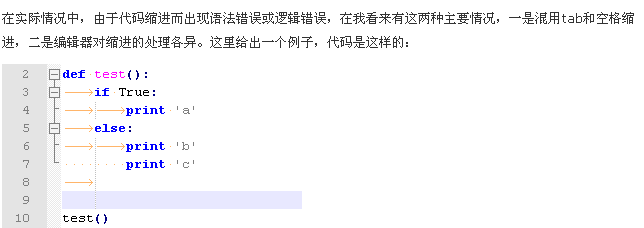 在实际情况中，由于代码缩进而出现语法错误或逻辑错误，在我看来有这两种主要情况，一是混用tab和空格缩
进，二是编辑器对缩进的处理各异。这里给出一个例子，代码是这样的：
2 def test():
3 if True:
4 print 'a'
5 else:
6 print 'b'
7 print 'c'
8
9
10 test()